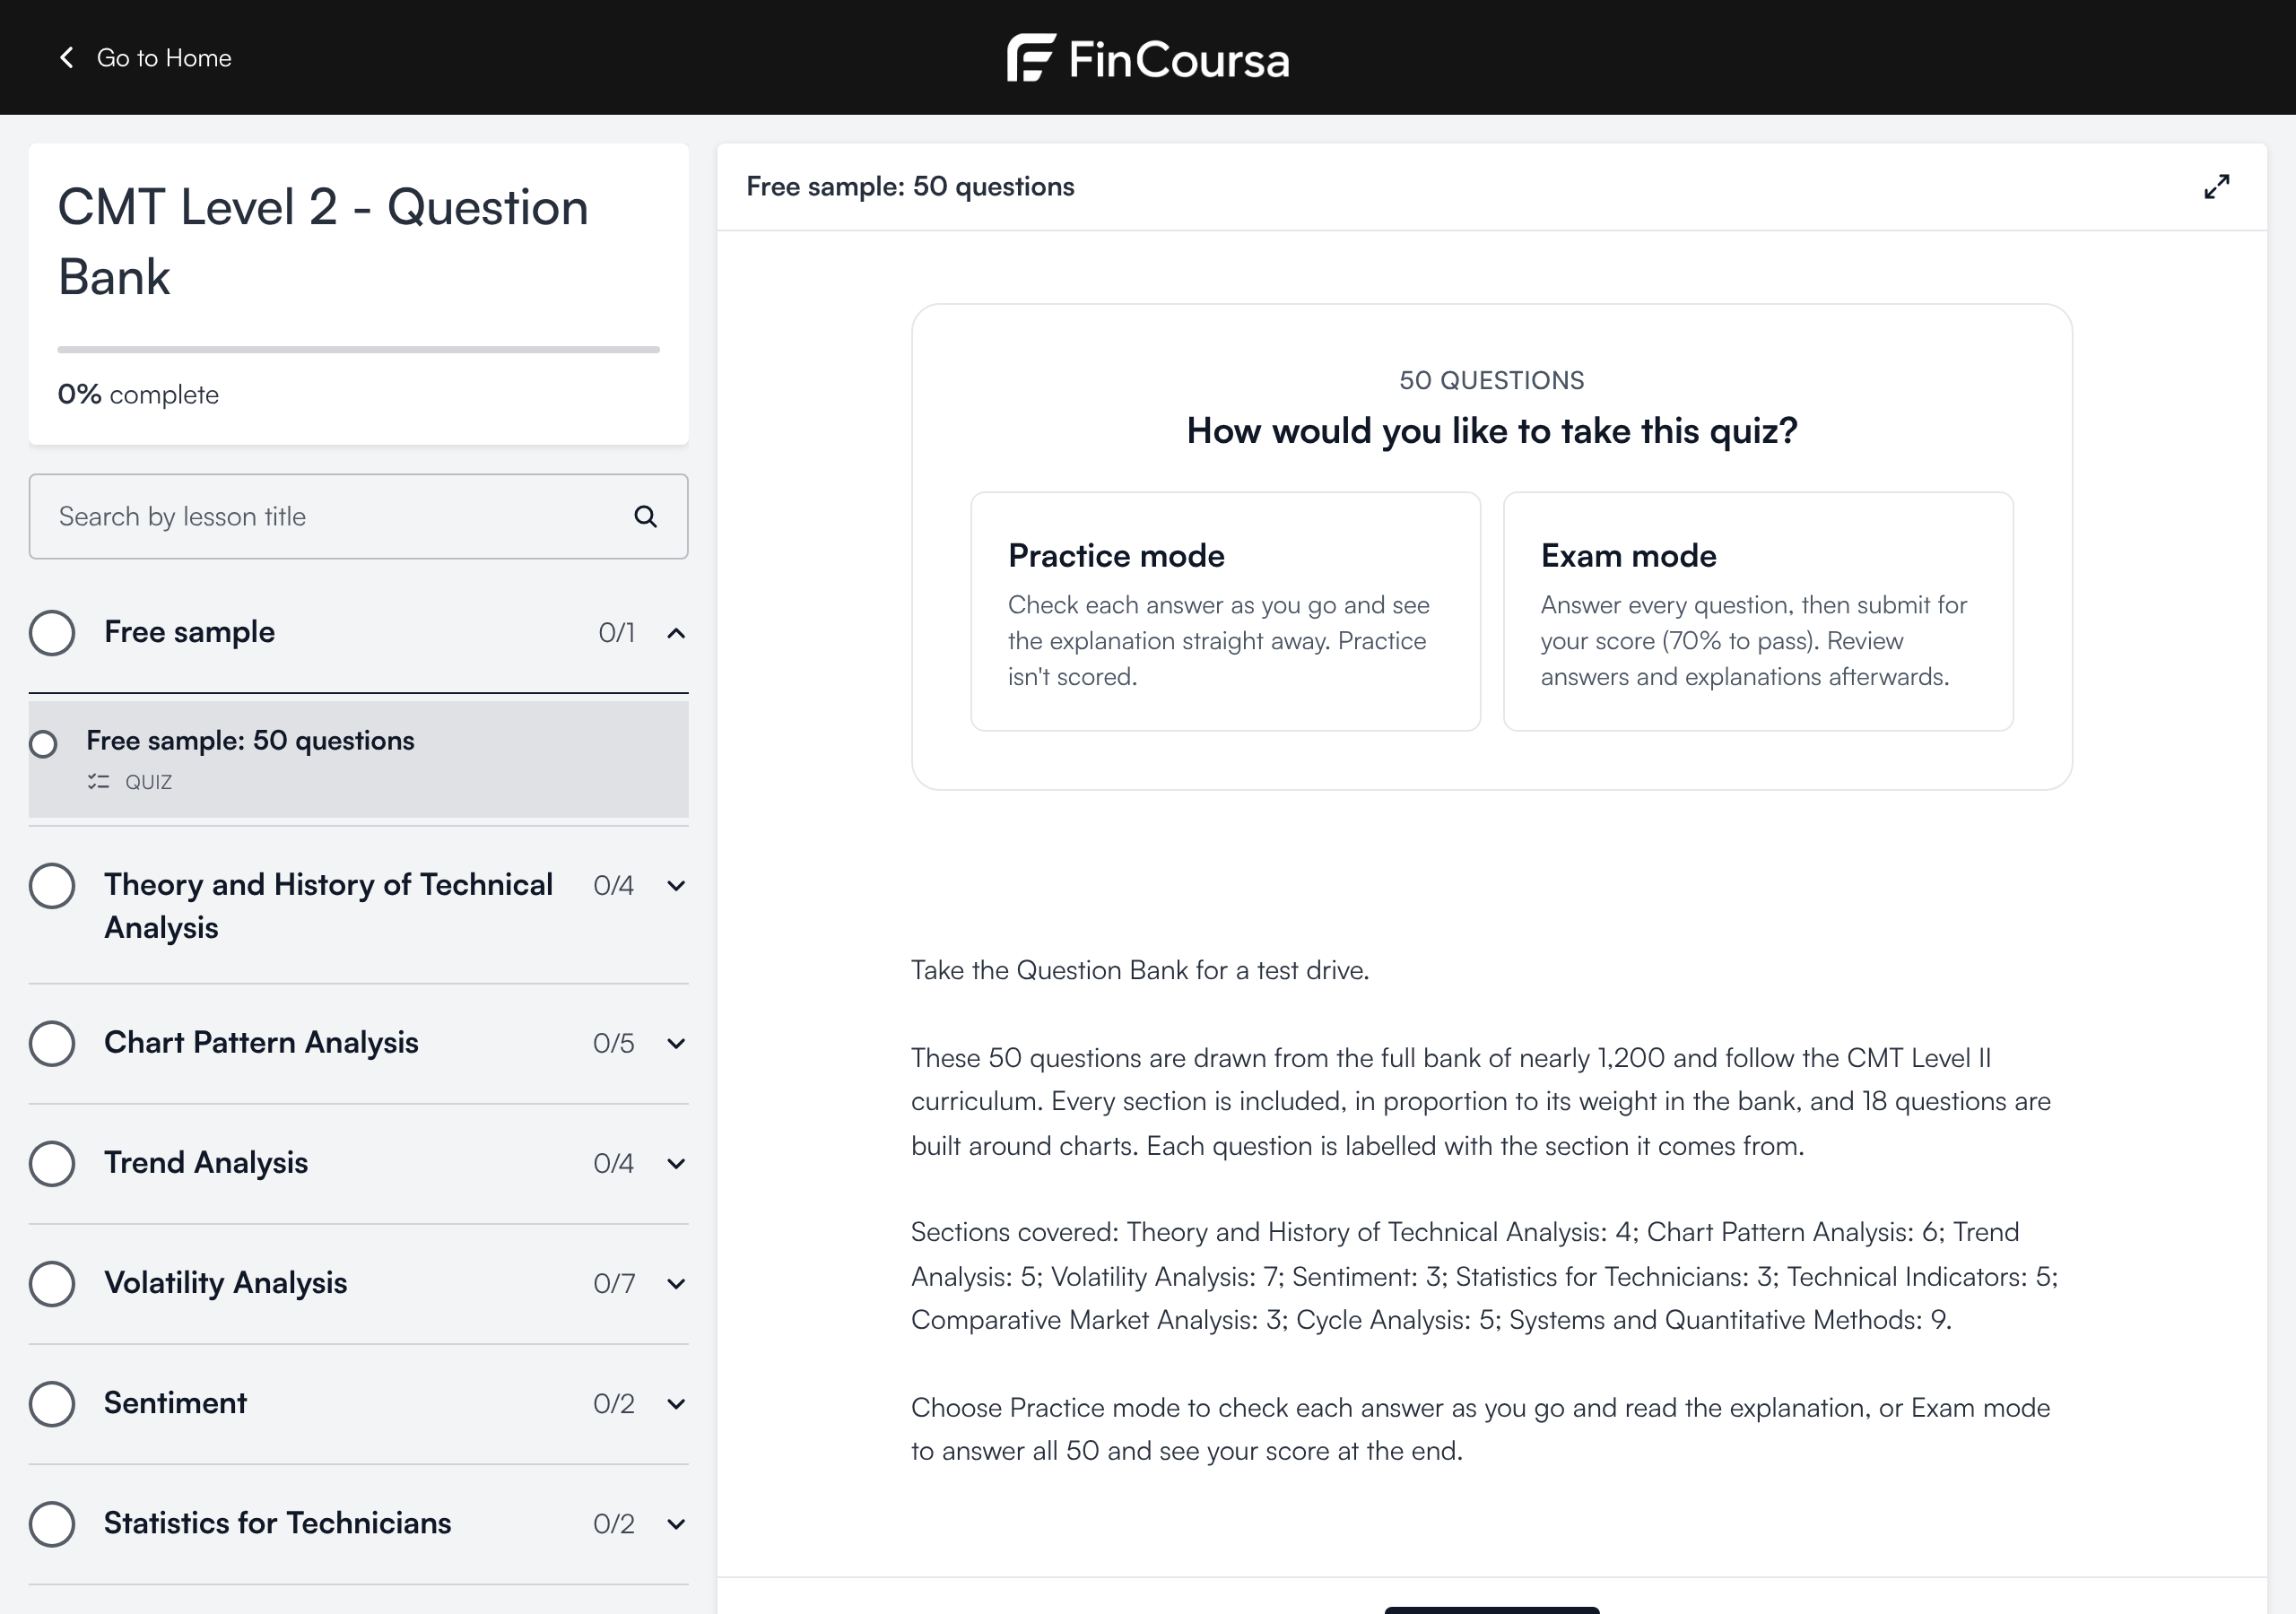 Go to Home
FinCoursa
CMT Level 2 - Question
Bank
0% complete
Search by lesson title
Free sample 0/1
Free sample: 50 questions
QUIZ
Theory and History of Technical 0/4
Analysis
Chart Pattern Analysis 0/5
Trend Analysis 0/4
Volatility Analysis 0/7
Sentiment 0/2
Statistics for Technicians 0/2
Free sample: 50 questions
50 QUESTIONS
How would you like to take this quiz?
Practice mode
Check each answer as you go and see
the explanation straight away. Practice
isn't scored.
Exam mode
Answer every question, then submit for
your score (70% to pass). Review
answers and explanations afterwards.
Take the Question Bank for a test drive.
These 50 questions are drawn from the full bank of nearly 1,200 and follow the CMT Level II
curriculum. Every section is included, in proportion to its weight in the bank, and 18 questions are
built around charts. Each question is labelled with the section it comes from.
Sections covered: Theory and History of Technical Analysis: 4; Chart Pattern Analysis: 6; Trend
Analysis: 5; Volatility Analysis: 7; Sentiment: 3; Statistics for Technicians: 3; Technical Indicators: 5;
Comparative Market Analysis: 3; Cycle Analysis: 5; Systems and Quantitative Methods: 9.
Choose Practice mode to check each answer as you go and read the explanation, or Exam mode
to answer all 50 and see your score at the end.